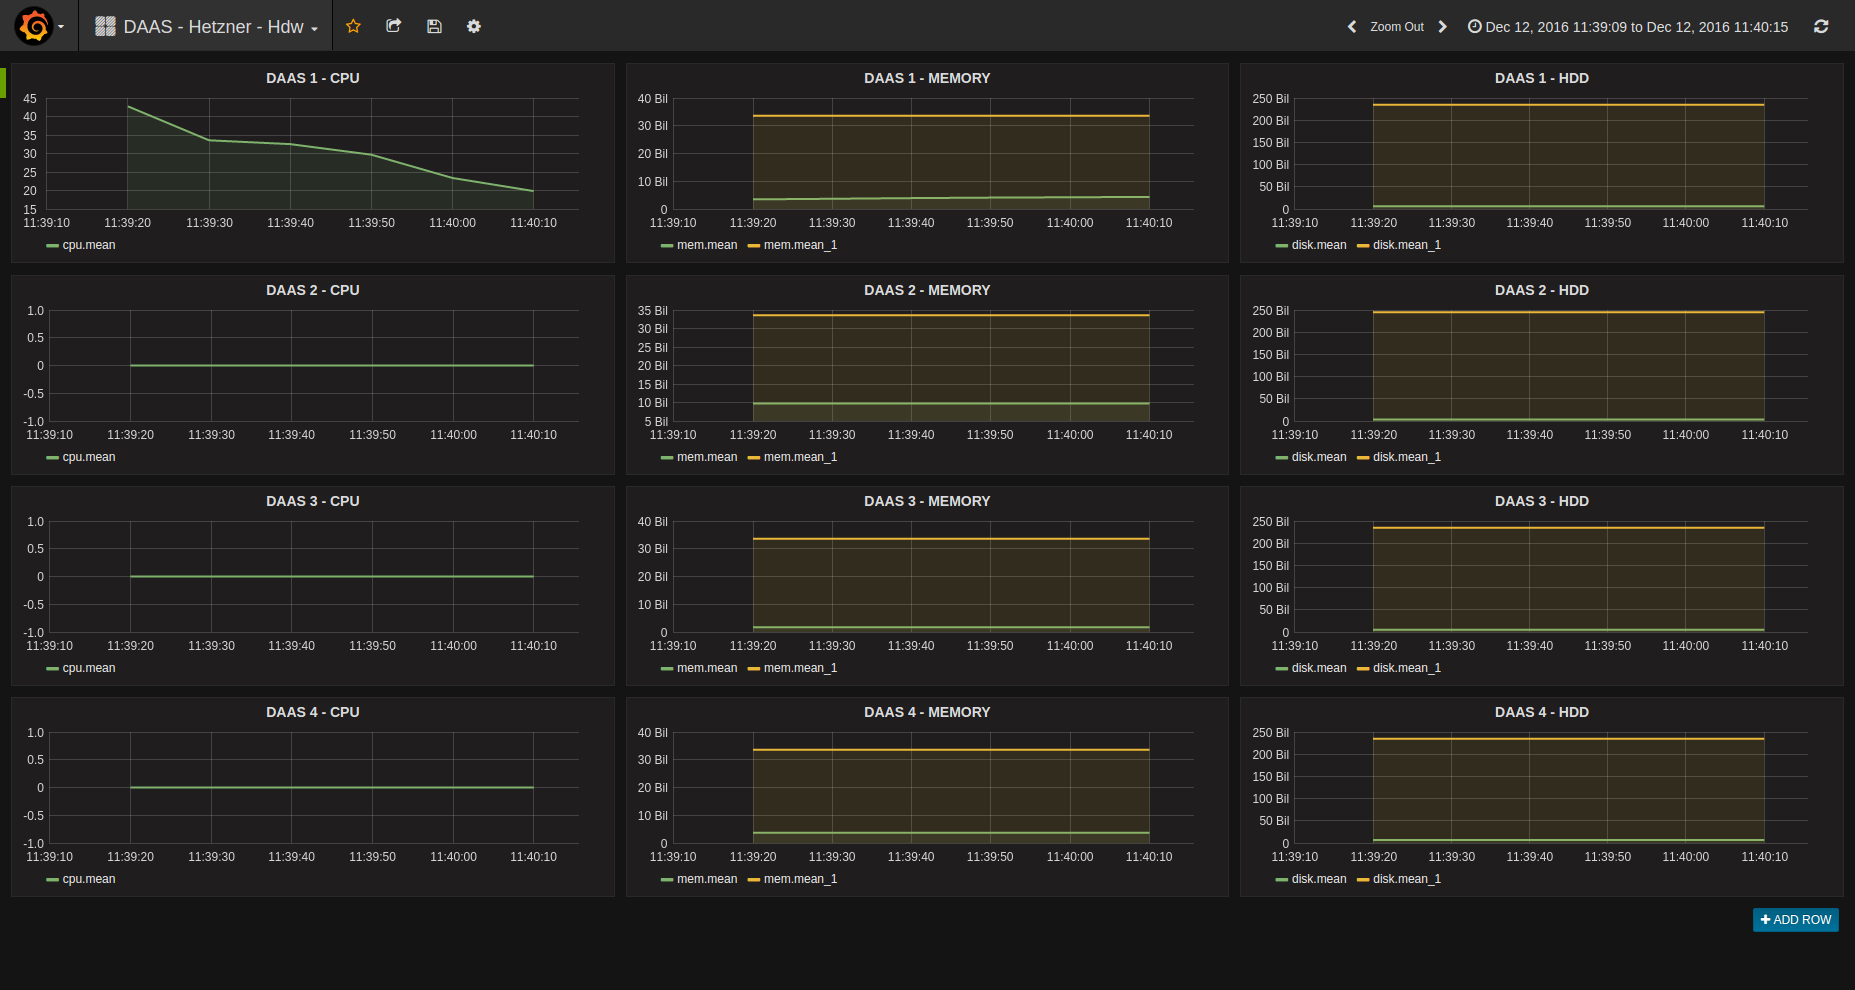 DAAS - Hetzner - Hdw
Zoom Out
Dec 12, 2016 11:39:09 to Dec 12, 2016 11:40:15
DAAS 1 - CPU
45
40
35
30
25
20
15
11:39:10 11:39:20 11:39:30 11:39:40 11:39:50 11:40:00 11:40:10
cpu.mean
DAAS 1 - MEMORY
40 Bil
30 Bil
20 Bil
10 Bil
0
11:39:10 11:39:20 11:39:30 11:39:40 11:39:50 11:40:00 11:40:10
mem.mean mem.mean_1
DAAS 1 - HDD
250 Bil
200 Bil
150 Bil
100 Bil
50 Bil
0
11:39:10 11:39:20 11:39:30 11:39:40 11:39:50 11:40:00 11:40:10
disk.mean disk.mean_1
DAAS 2 - CPU
1.0
0.5
0
-0.5
-1.0
11:39:10 11:39:20 11:39:30 11:39:40 11:39:50 11:40:00 11:40:10
cpu.mean
DAAS 2 - MEMORY
35 Bil
30 Bil
25 Bil
20 Bil
15 Bil
10 Bil
5 Bil
11:39:10 11:39:20 11:39:30 11:39:40 11:39:50 11:40:00 11:40:10
mem.mean mem.mean_1
DAAS 2 - HDD
250 Bil
200 Bil
150 Bil
100 Bil
50 Bil
0
11:39:10 11:39:20 11:39:30 11:39:40 11:39:50 11:40:00 11:40:10
disk.mean disk.mean_1
DAAS 3 - CPU
1.0
0.5
0
-0.5
-1.0
11:39:10 11:39:20 11:39:30 11:39:40 11:39:50 11:40:00 11:40:10
cpu.mean
DAAS 3 - MEMORY
40 Bil
30 Bil
20 Bil
10 Bil
0
11:39:10 11:39:20 11:39:30 11:39:40 11:39:50 11:40:00 11:40:10
mem.mean mem.mean_1
DAAS 3 - HDD
250 Bil
200 Bil
150 Bil
100 Bil
50 Bil
0
11:39:10 11:39:20 11:39:30 11:39:40 11:39:50 11:40:00 11:40:10
disk.mean disk.mean_1
DAAS 4 - CPU
1.0
0.5
0
-0.5
-1.0
11:39:10 11:39:20 11:39:30 11:39:40 11:39:50 11:40:00 11:40:10
cpu.mean
DAAS 4 - MEMORY
40 Bil
30 Bil
20 Bil
10 Bil
0
11:39:10 11:39:20 11:39:30 11:39:40 11:39:50 11:40:00 11:40:10
mem.mean mem.mean_1
DAAS 4 - HDD
250 Bil
200 Bil
150 Bil
100 Bil
50 Bil
0
11:39:10 11:39:20 11:39:30 11:39:40 11:39:50 11:40:00 11:40:10
disk.mean disk.mean_1
+ ADD ROW